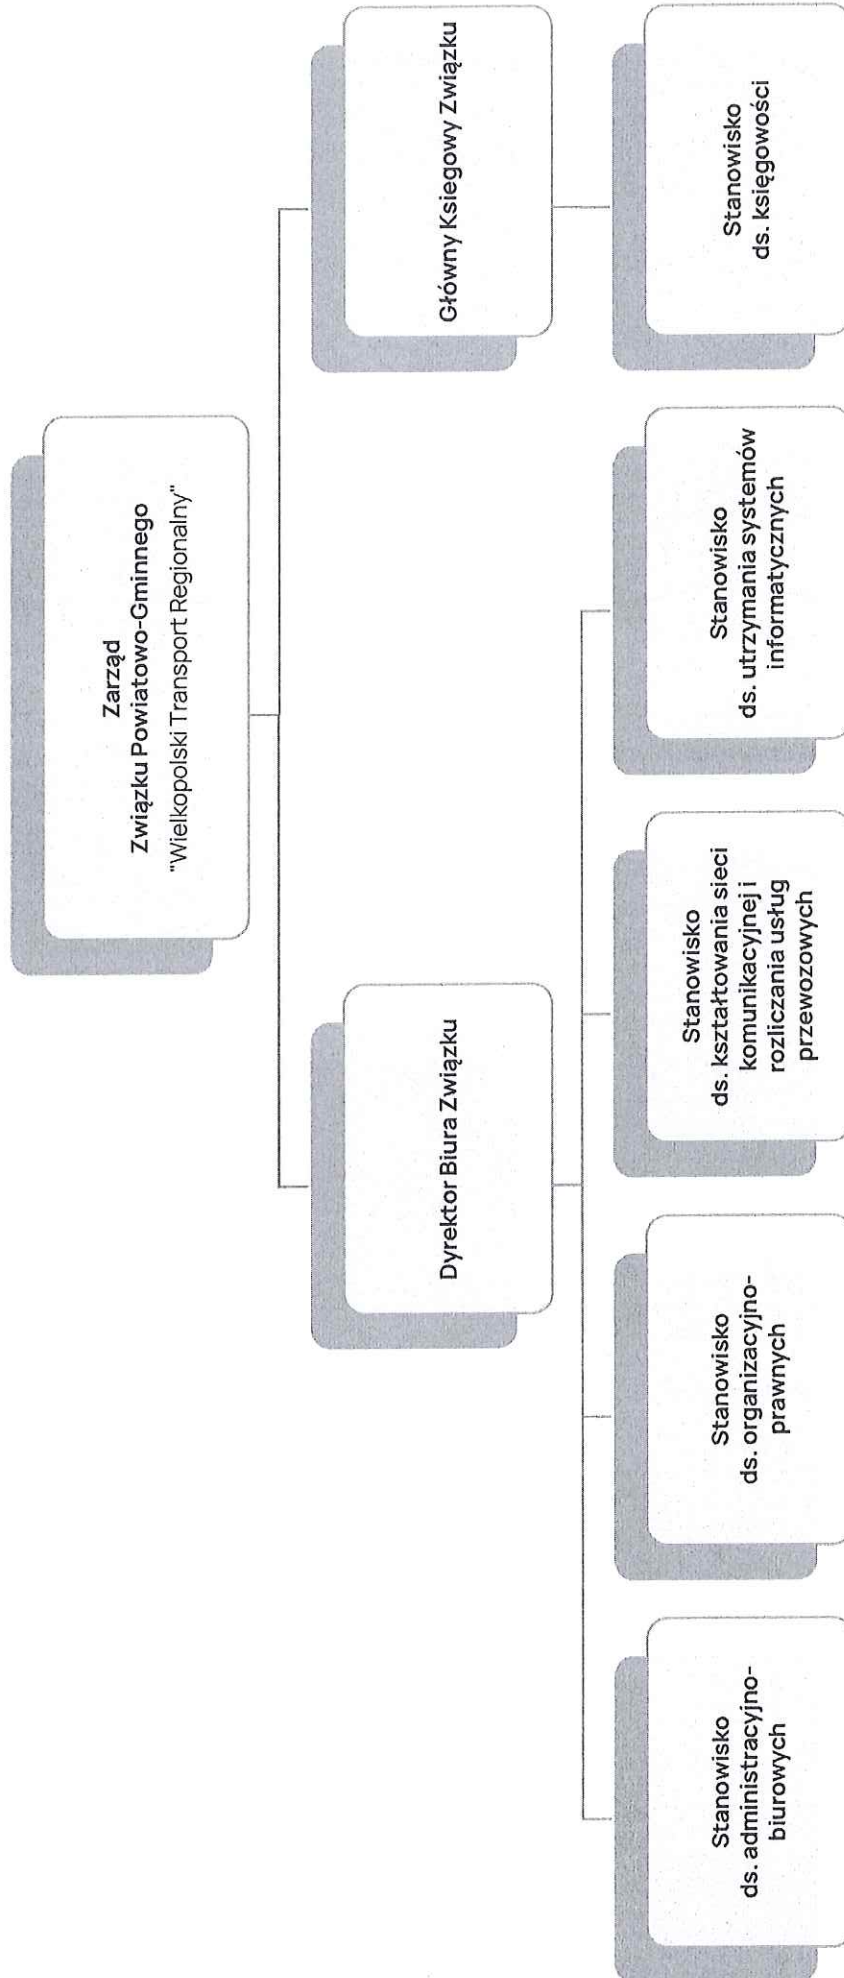 Zarząd
Związku Powiatowo-Gminnego
"Wielkopolski Transport Regionalny"
Dyrektor Biura Związku
Główny Ksiegowy Związku
Stanowisko
ds. administracyjno-
biurowych
Stanowisko
ds. organizacyjno-
prawnych
Stanowisko
ds. kształtowania sieci
komunikacyjnej i
rozliczania usług
przewozowych
Stanowisko
ds. utrzymania systemów
informatycznych
Stanowisko
ds. księgowości